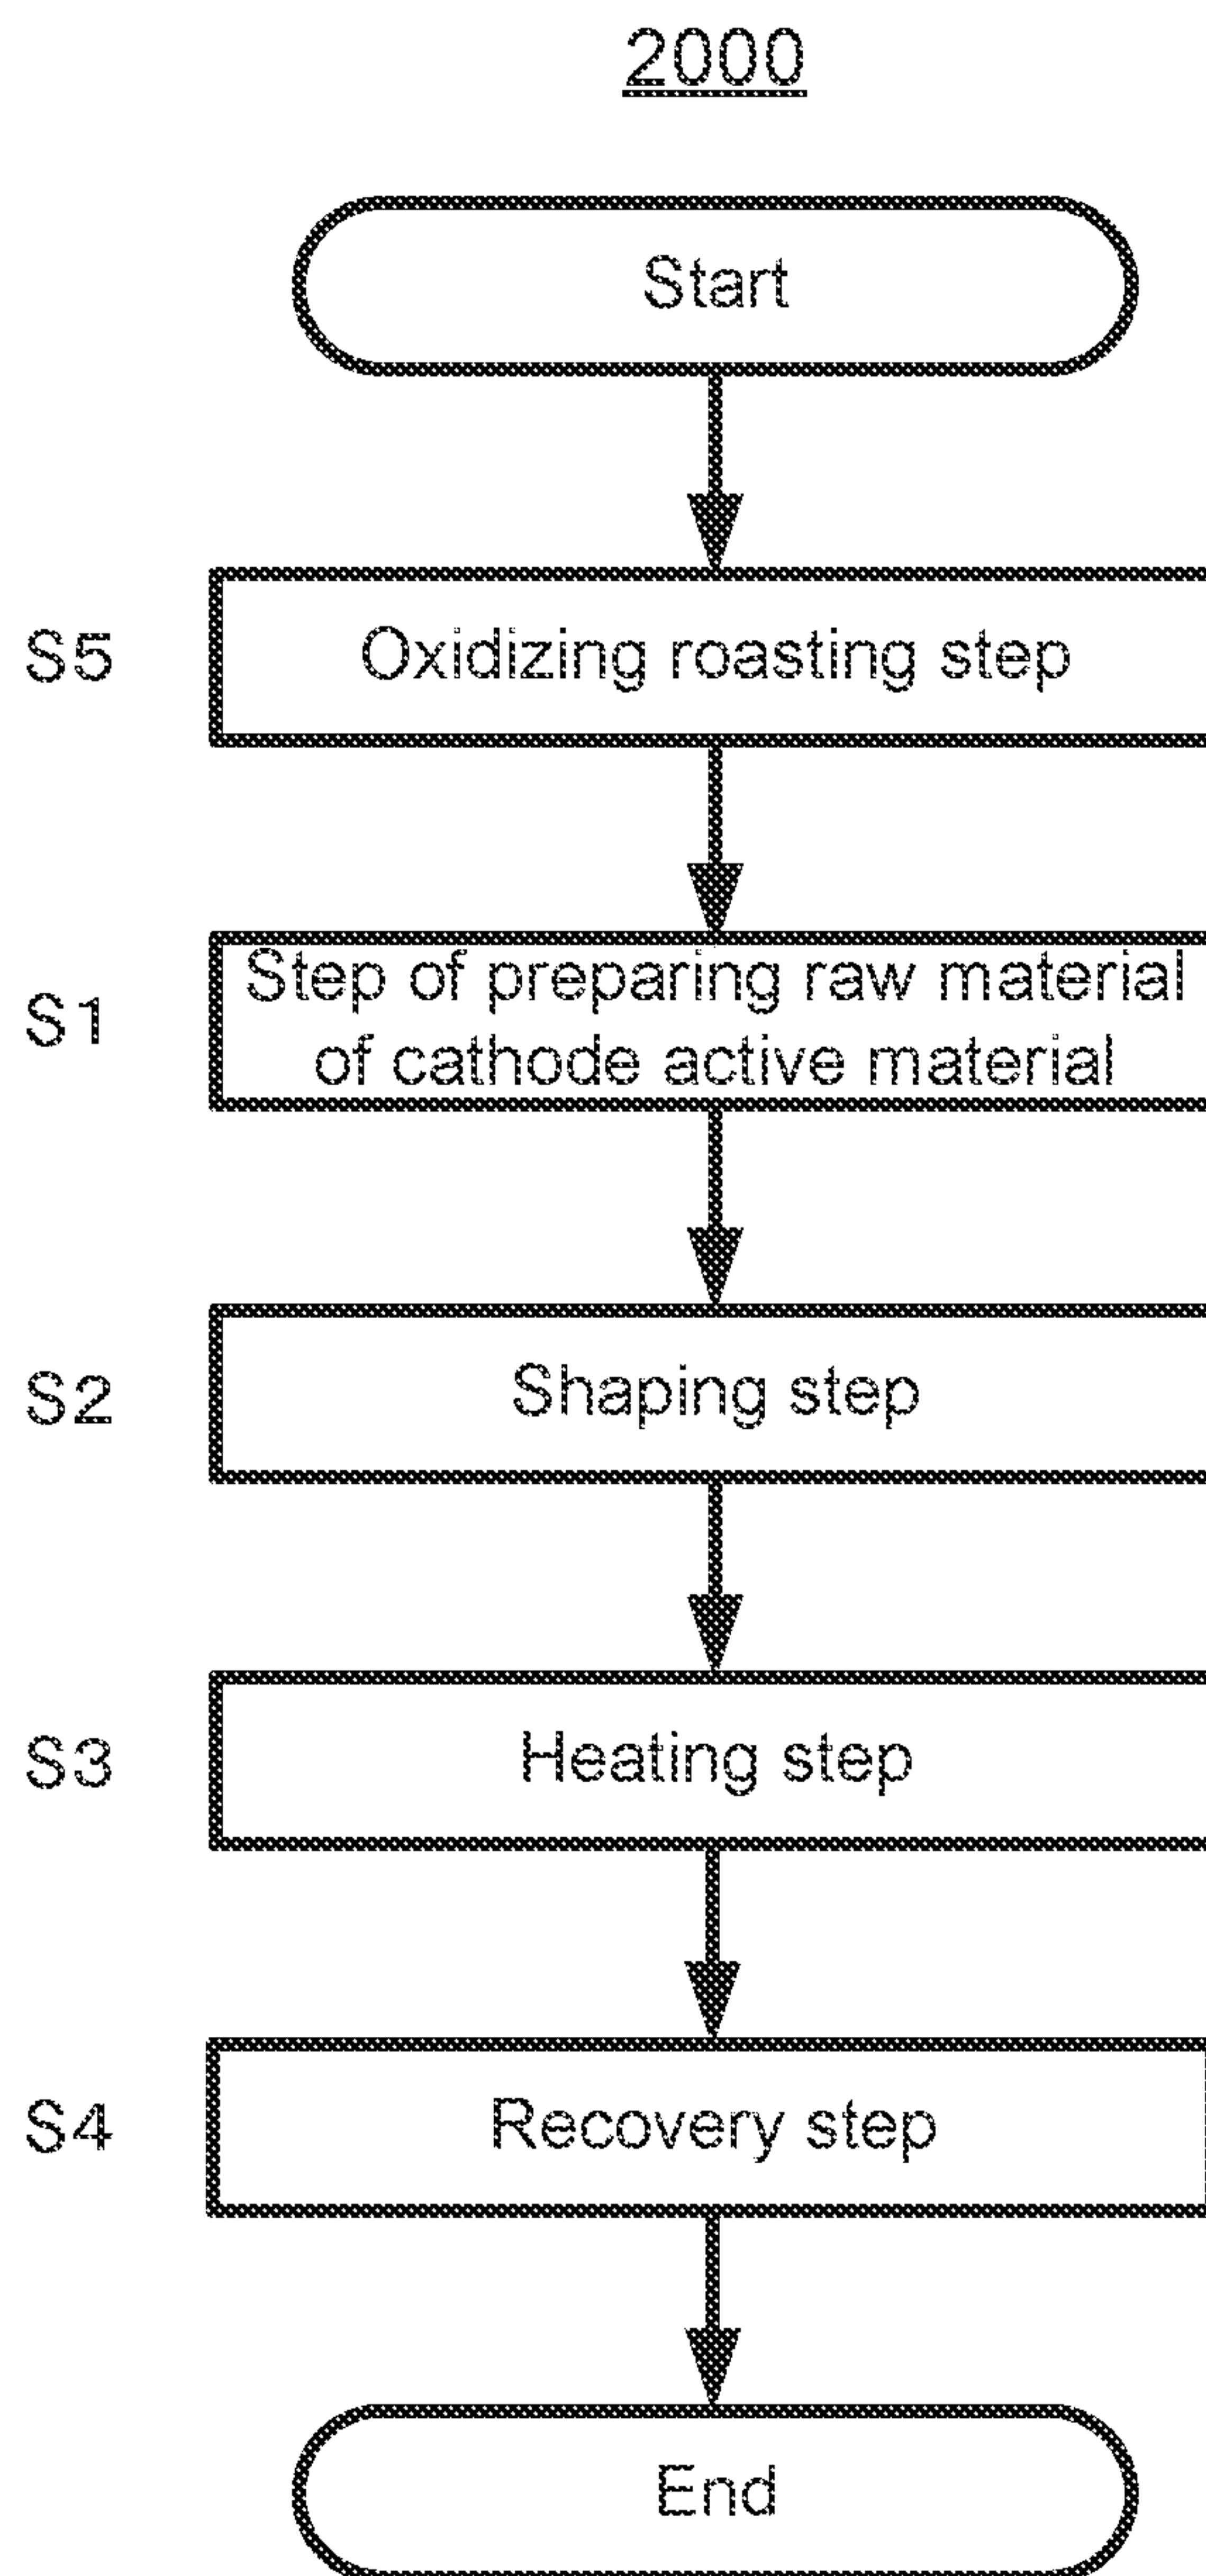 2000
Start
S5
Oxidizing roasting step
S1
Step of preparing raw material
of cathode active material
S2
Shaping step
S3
Heating step
S4
Recovery step
End